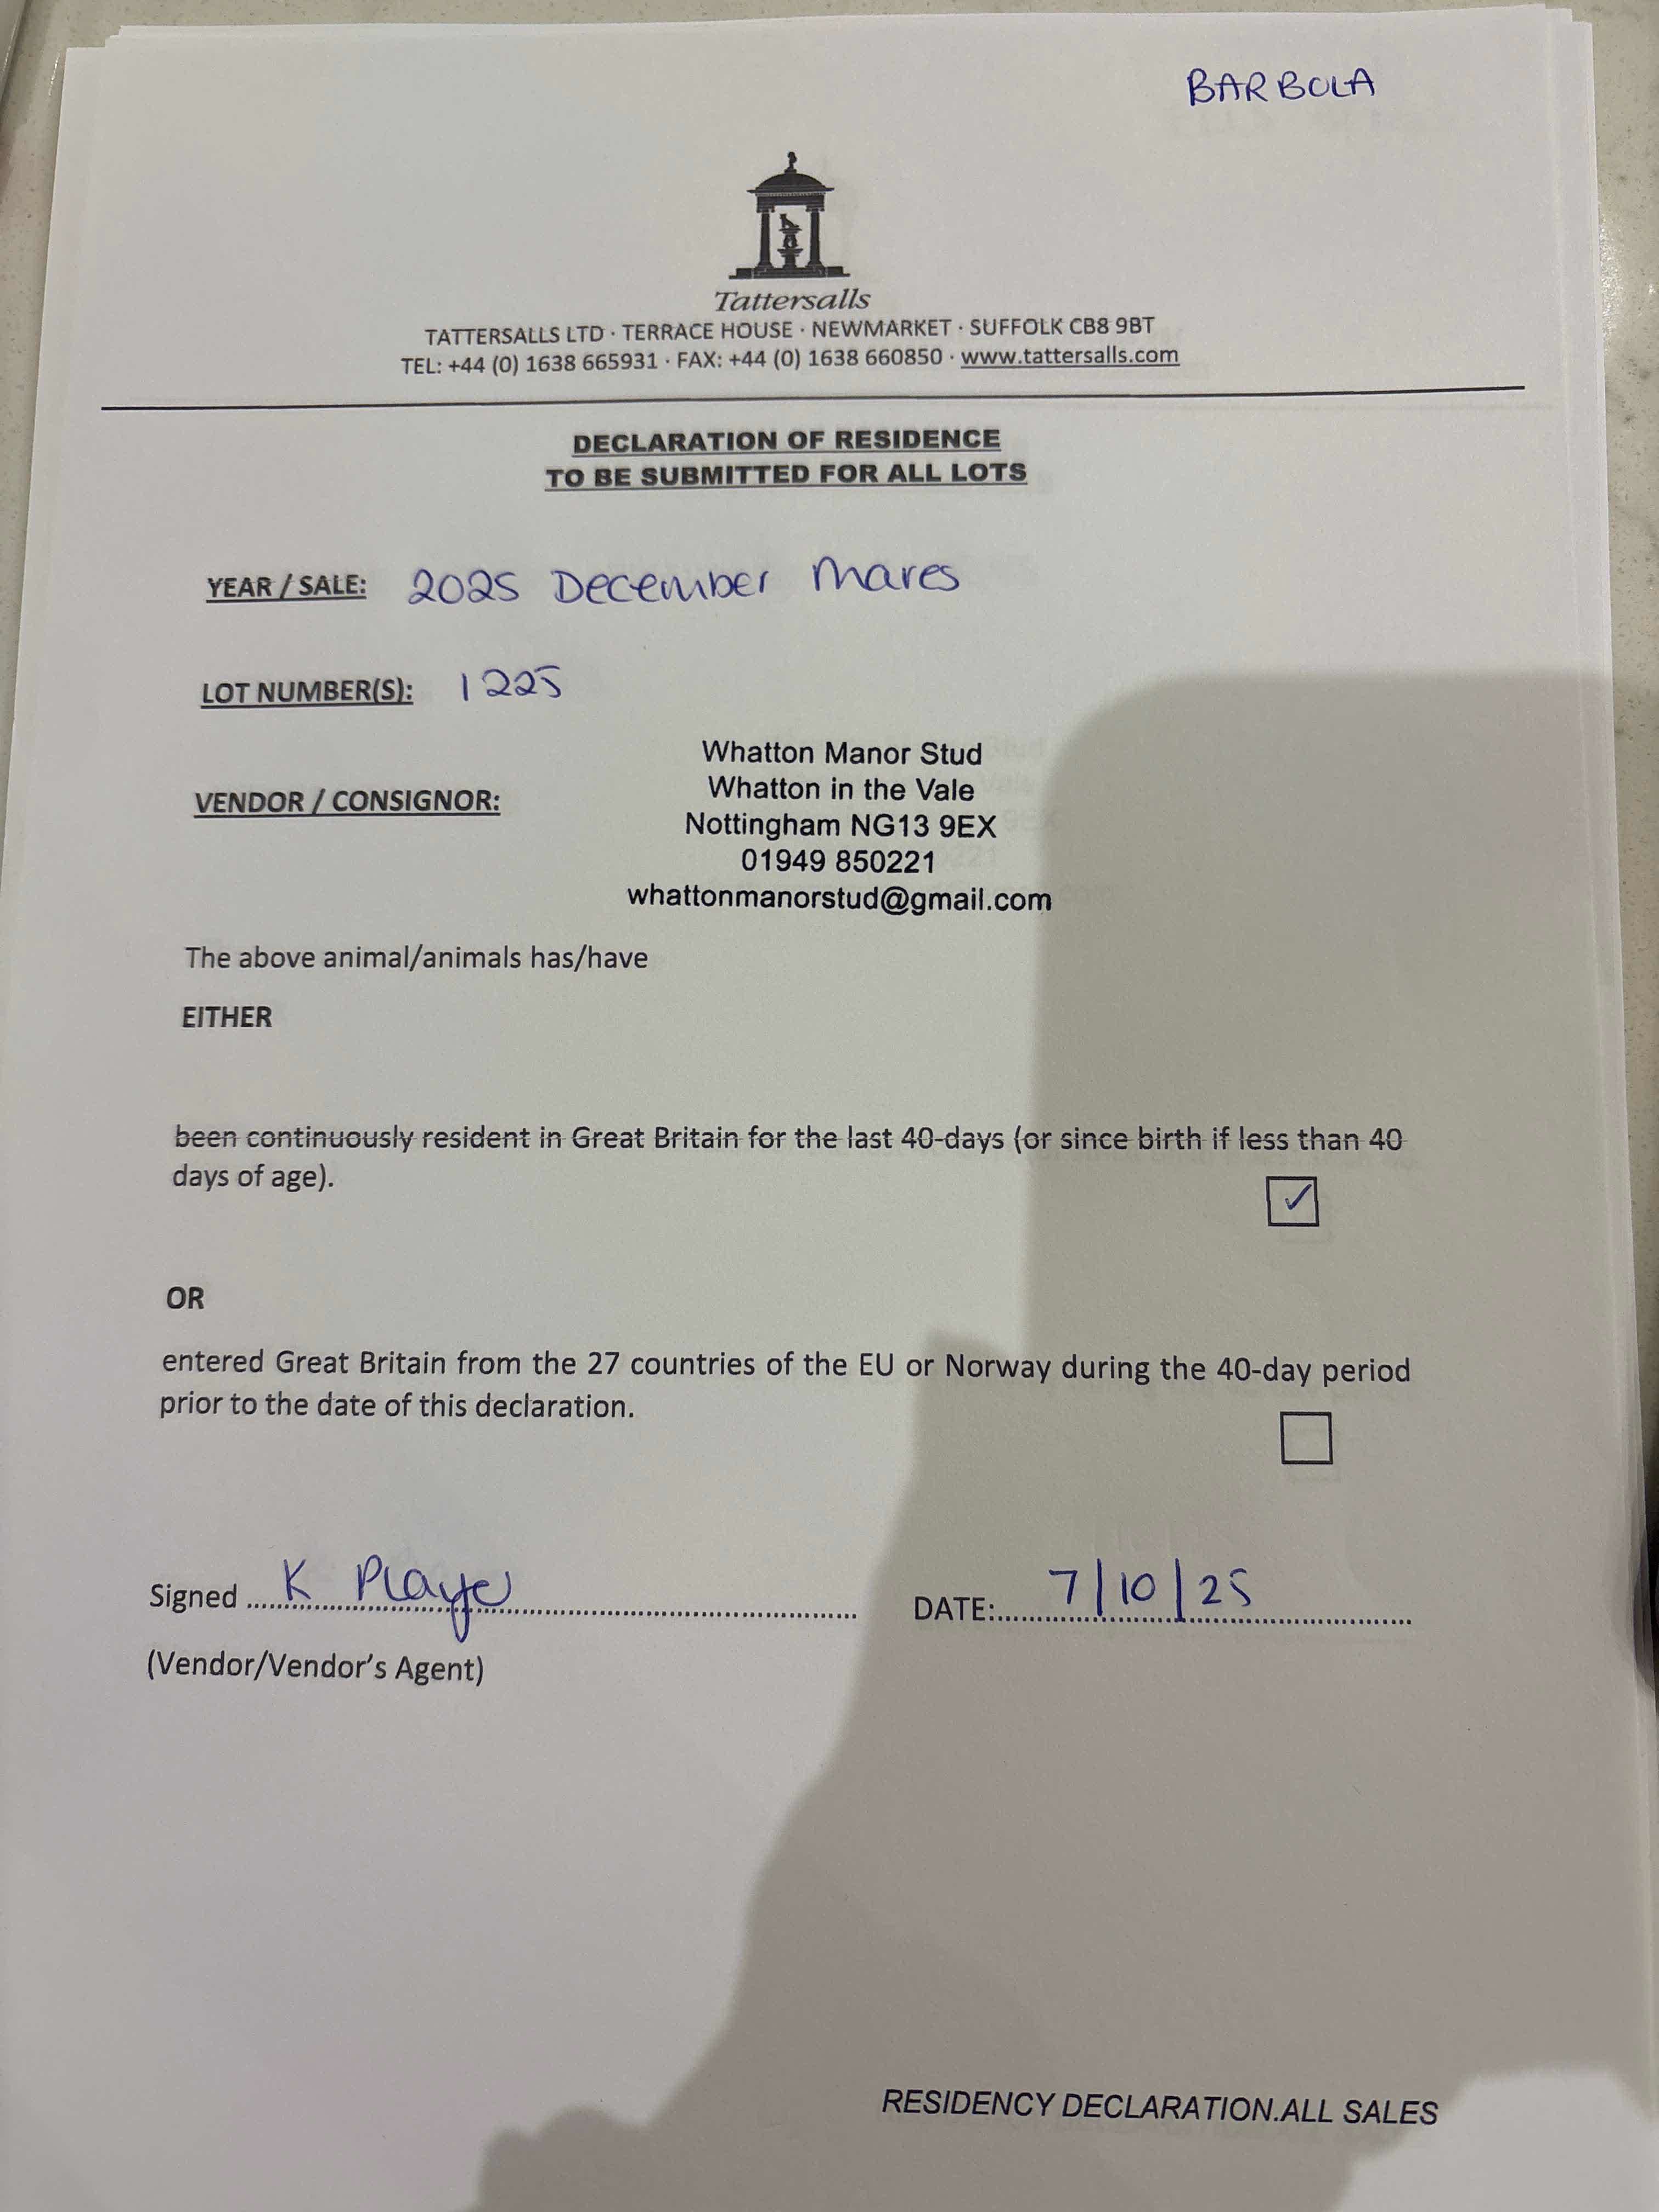 BARBOLA
Tattersalls
TATTERSALLS LTD · TERRACE HOUSE · NEWMARKET · SUFFOLK CB8 9BT
TEL: +44 (0) 1638 665931 · FAX: +44 (0) 1638 660850 · www.tattersalls.com
DECLARATION OF RESIDENCE
TO BE SUBMITTED FOR ALL LOTS
YEAR / SALE: 2025 December Mares
LOT NUMBER(S): 1225
Whatton Manor Stud
Whatton in the Vale
VENDOR / CONSIGNOR:
Nottingham NG13 9EX
01949 850221
whattonmanorstud@gmail.com
The above animal/animals has/have
EITHER
been continuously resident in Great Britain for the last 40-days (or since birth if less than 40
days of age).
✓
OR
entered Great Britain from the 27 countries of the EU or Norway during the 40-day period
prior to the date of this declaration.
Signed K Player DATE: 7/10/25
(Vendor/Vendor's Agent)
RESIDENCY DECLARATION.ALL SALES